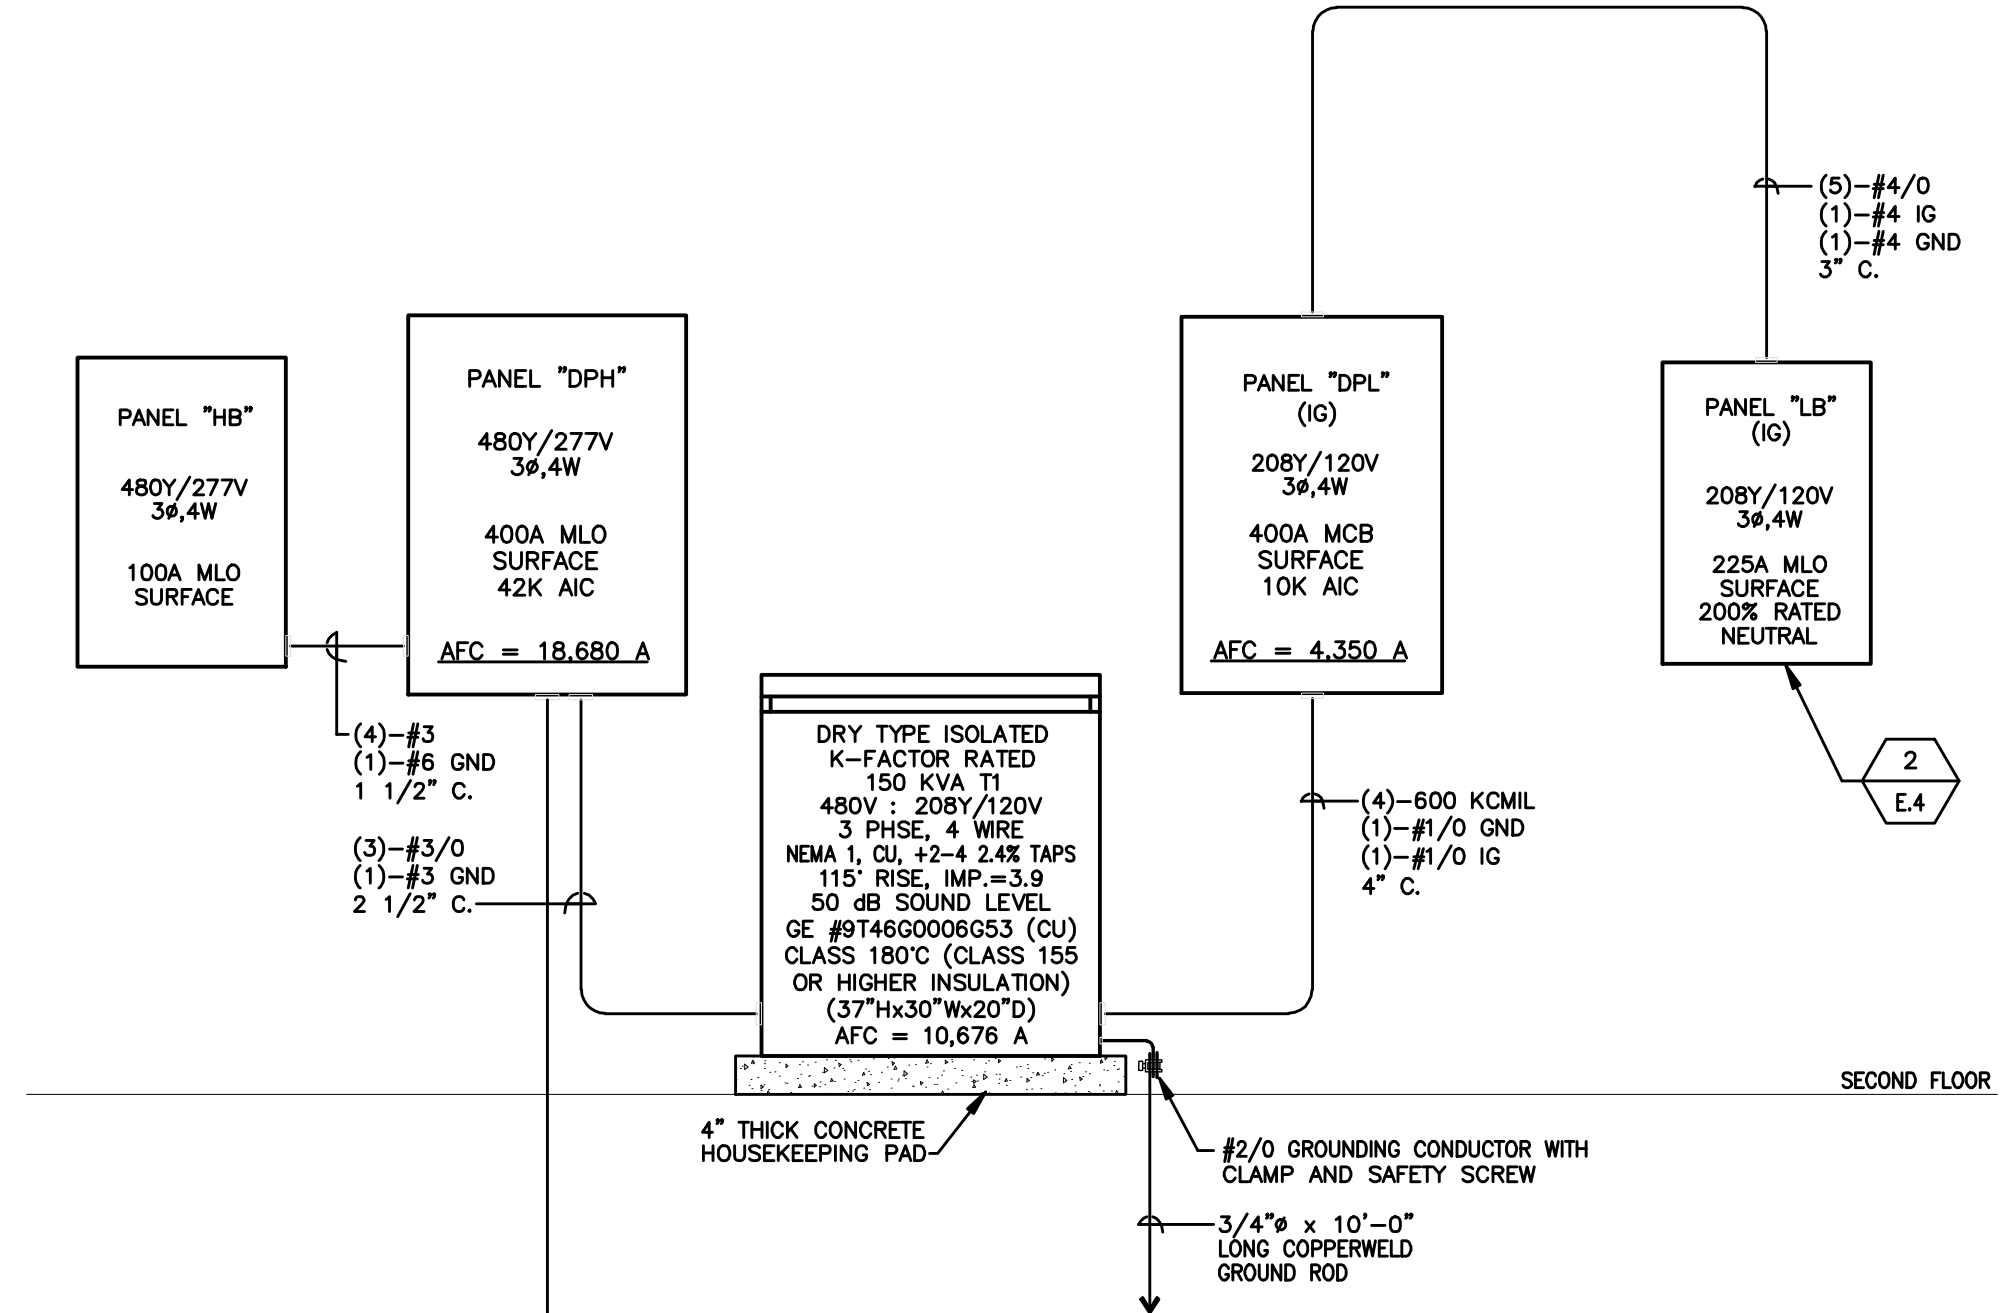 (5)-#4/0
(1)-#4 IG
(1)-#4 GND
3" C.
PANEL "HB"
480Y/277V
3ø,4W
100A MLO
SURFACE
PANEL "DPH"
480Y/277V
3ø,4W
400A MLO
SURFACE
42K AIC
AFC = 18,680 A
PANEL "DPL"
(IG)
208Y/120V
3ø,4W
400A MCB
SURFACE
10K AIC
AFC = 4,350 A
PANEL "LB"
(IG)
208Y/120V
3ø,4W
225A MLO
SURFACE
200% RATED
NEUTRAL
2
E.4
(4)-#3
(1)-#6 GND
1 1/2" C.
(3)-#3/0
(1)-#3 GND
2 1/2" C.
DRY TYPE ISOLATED
K-FACTOR RATED
150 KVA T1
480V : 208Y/120V
3 PHSE, 4 WIRE
NEMA 1, CU, +2-4 2.4% TAPS
115° RISE, IMP.=3.9
50 dB SOUND LEVEL
GE #9T46G0006G53 (CU)
CLASS 180°C (CLASS 155
OR HIGHER INSULATION)
(37"Hx30"Wx20"D)
AFC = 10,676 A
(4)-600 KCMIL
(1)-#1/0 GND
(1)-#1/0 IG
4" C.
SECOND FLOOR
4" THICK CONCRETE
HOUSEKEEPING PAD
#2/0 GROUNDING CONDUCTOR WITH
CLAMP AND SAFETY SCREW
3/4"ø x 10'-0"
LONG COPPERWELD
GROUND ROD